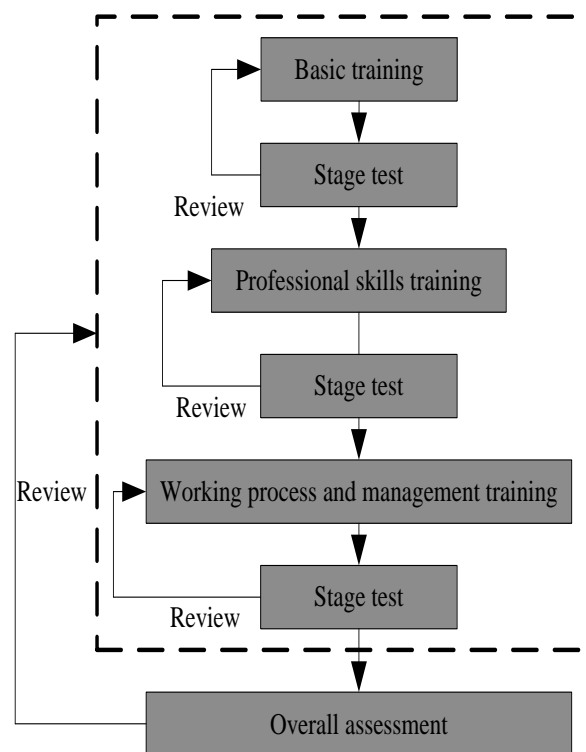 Basic training
Stage test
Review
Professional skills training
Stage test
Review
Review
Working process and management training
Stage test
Review
Overall assessment